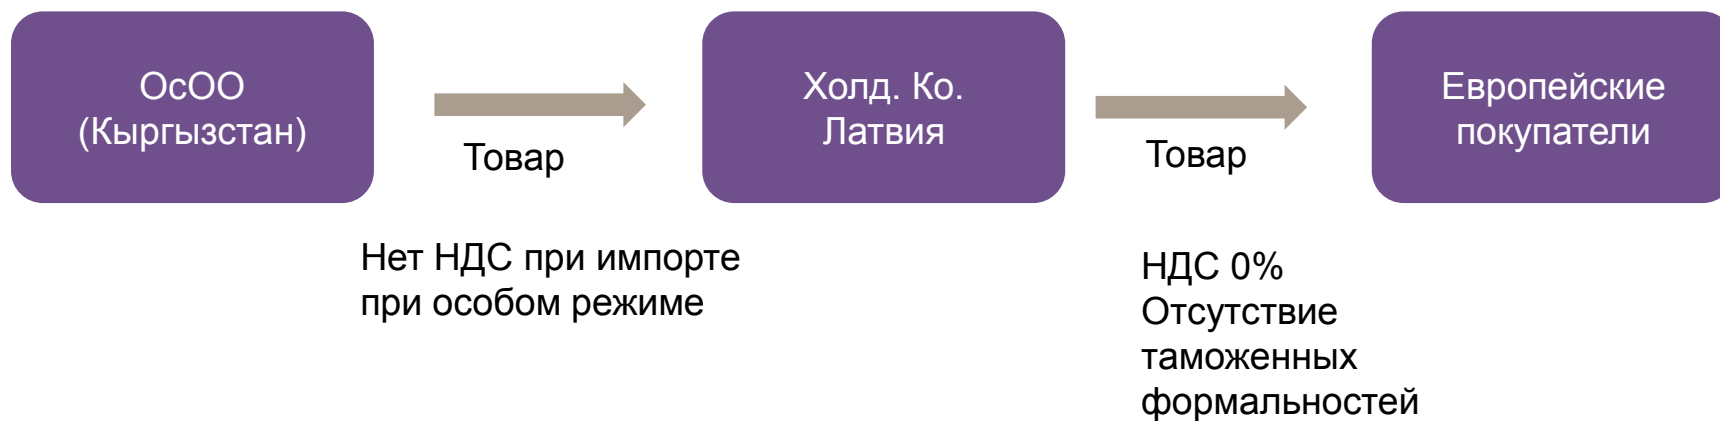 ОсОО
(Кыргызстан)
Товар
Холд. Ко.
Латвия
Товар
Европейские
покупатели
Нет НДС при импорте
при особом режиме
НДС 0%
Отсутствие
таможенных
формальностей